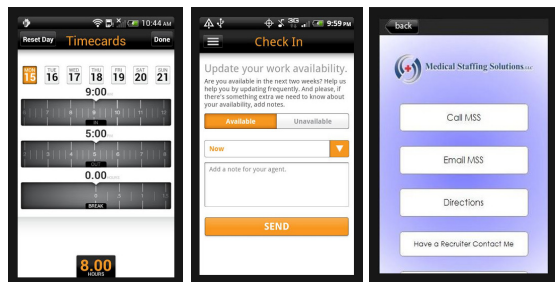 10:44 AM
Reset Day
Timecards
Done
MON TUE WED THU FRI SAT SUN
15 16 17 18 19 20 21
9:00
IN
5:00
OUT
0.00
BREAK
8.00
HOURS
3G
9:59 PM
Check In
Update your work availability.
Are you available in the next two weeks? Help us
help you by updating frequently. And please, if
there's something extra we need to know about
your availability, add notes.
Available Unavailable
Now
Add a note for your agent.
SEND
back
Medical Staffing Solutions
Call MSS
Email MSS
Directions
Have a Recruiter Contact Me